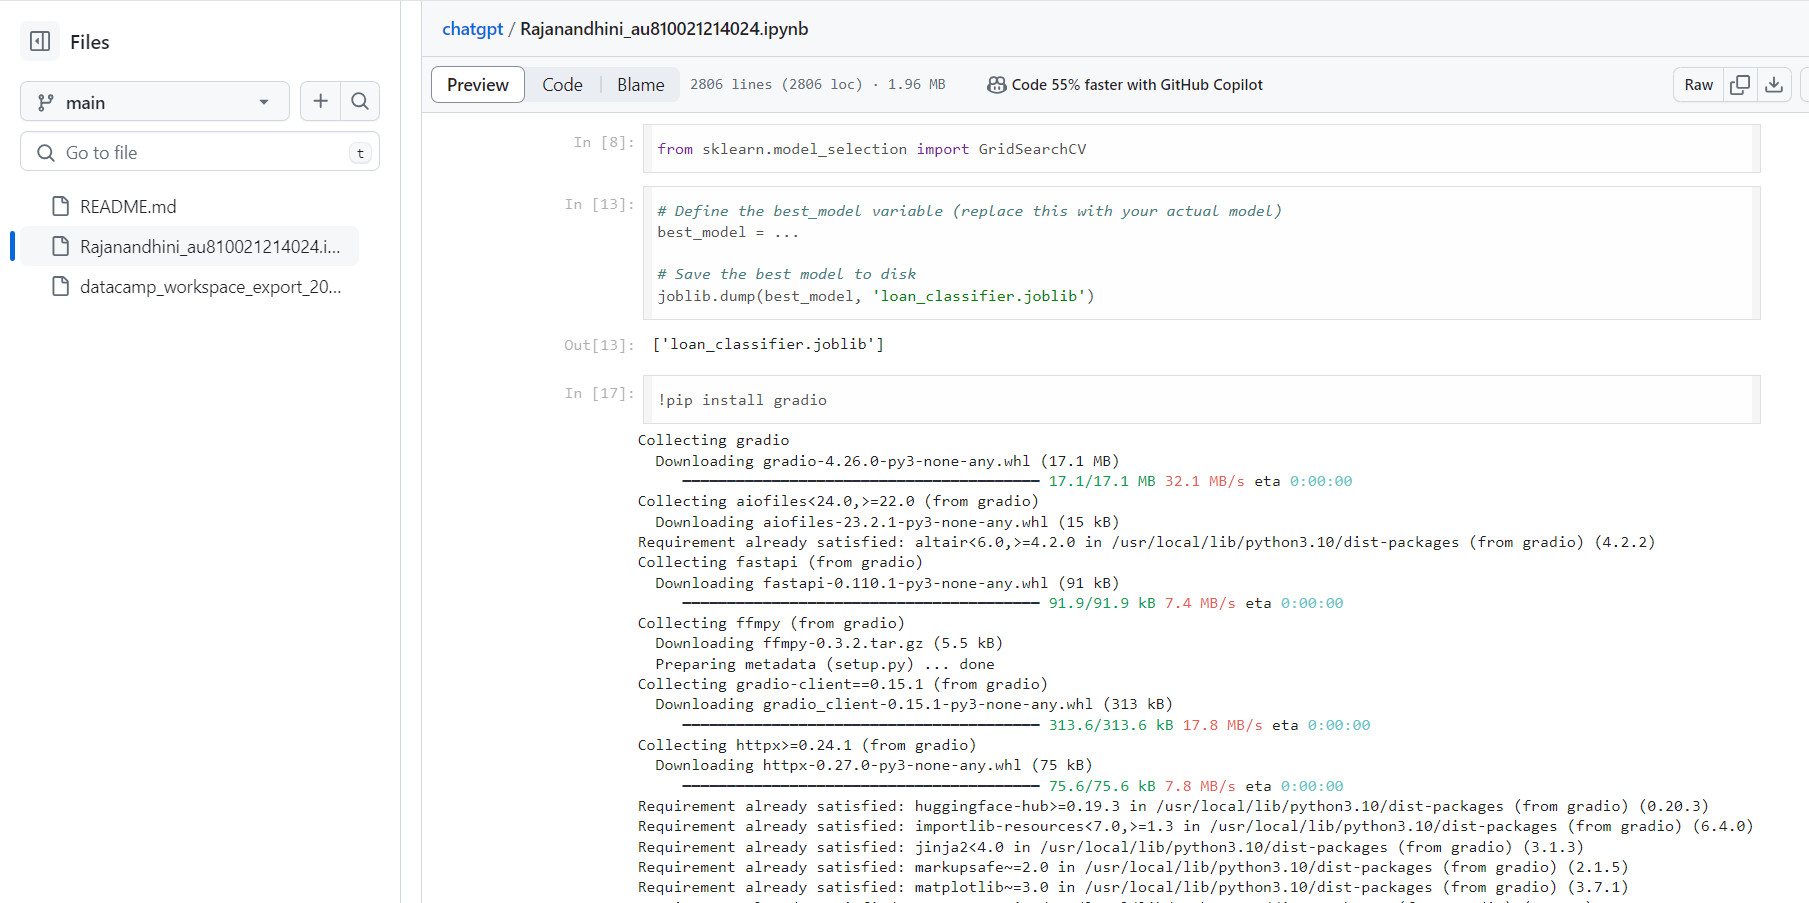 Files
main
Go to file
t
README.md
Rajanandhini_au810021214024.i...
datacamp_workspace_export_20...
chatgpt / Rajanandhini_au810021214024.ipynb
Preview Code Blame 2806 lines (2806 loc) · 1.96 MB Code 55% faster with GitHub Copilot Raw
In [8]: from sklearn.model_selection import GridSearchCV
In [13]: # Define the best_model variable (replace this with your actual model)
best_model = ...
# Save the best model to disk
joblib.dump(best_model, 'loan_classifier.joblib')
Out[13]: ['loan_classifier.joblib']
In [17]: !pip install gradio
Collecting gradio
Downloading gradio-4.26.0-py3-none-any.whl (17.1 MB)
17.1/17.1 MB 32.1 MB/s eta 0:00:00
Collecting aiofiles<24.0,>=22.0 (from gradio)
Downloading aiofiles-23.2.1-py3-none-any.whl (15 kB)
Requirement already satisfied: altair<6.0,>=4.2.0 in /usr/local/lib/python3.10/dist-packages (from gradio) (4.2.2)
Collecting fastapi (from gradio)
Downloading fastapi-0.110.1-py3-none-any.whl (91 kB)
91.9/91.9 kB 7.4 MB/s eta 0:00:00
Collecting ffmpy (from gradio)
Downloading ffmpy-0.3.2.tar.gz (5.5 kB)
Preparing metadata (setup.py) ... done
Collecting gradio-client==0.15.1 (from gradio)
Downloading gradio_client-0.15.1-py3-none-any.whl (313 kB)
313.6/313.6 kB 17.8 MB/s eta 0:00:00
Collecting httpx>=0.24.1 (from gradio)
Downloading httpx-0.27.0-py3-none-any.whl (75 kB)
75.6/75.6 kB 7.8 MB/s eta 0:00:00
Requirement already satisfied: huggingface-hub>=0.19.3 in /usr/local/lib/python3.10/dist-packages (from gradio) (0.20.3)
Requirement already satisfied: importlib-resources<7.0,>=1.3 in /usr/local/lib/python3.10/dist-packages (from gradio) (6.4.0)
Requirement already satisfied: jinja2<4.0 in /usr/local/lib/python3.10/dist-packages (from gradio) (3.1.3)
Requirement already satisfied: markupsafe~=2.0 in /usr/local/lib/python3.10/dist-packages (from gradio) (2.1.5)
Requirement already satisfied: matplotlib~=3.0 in /usr/local/lib/python3.10/dist-packages (from gradio) (3.7.1)